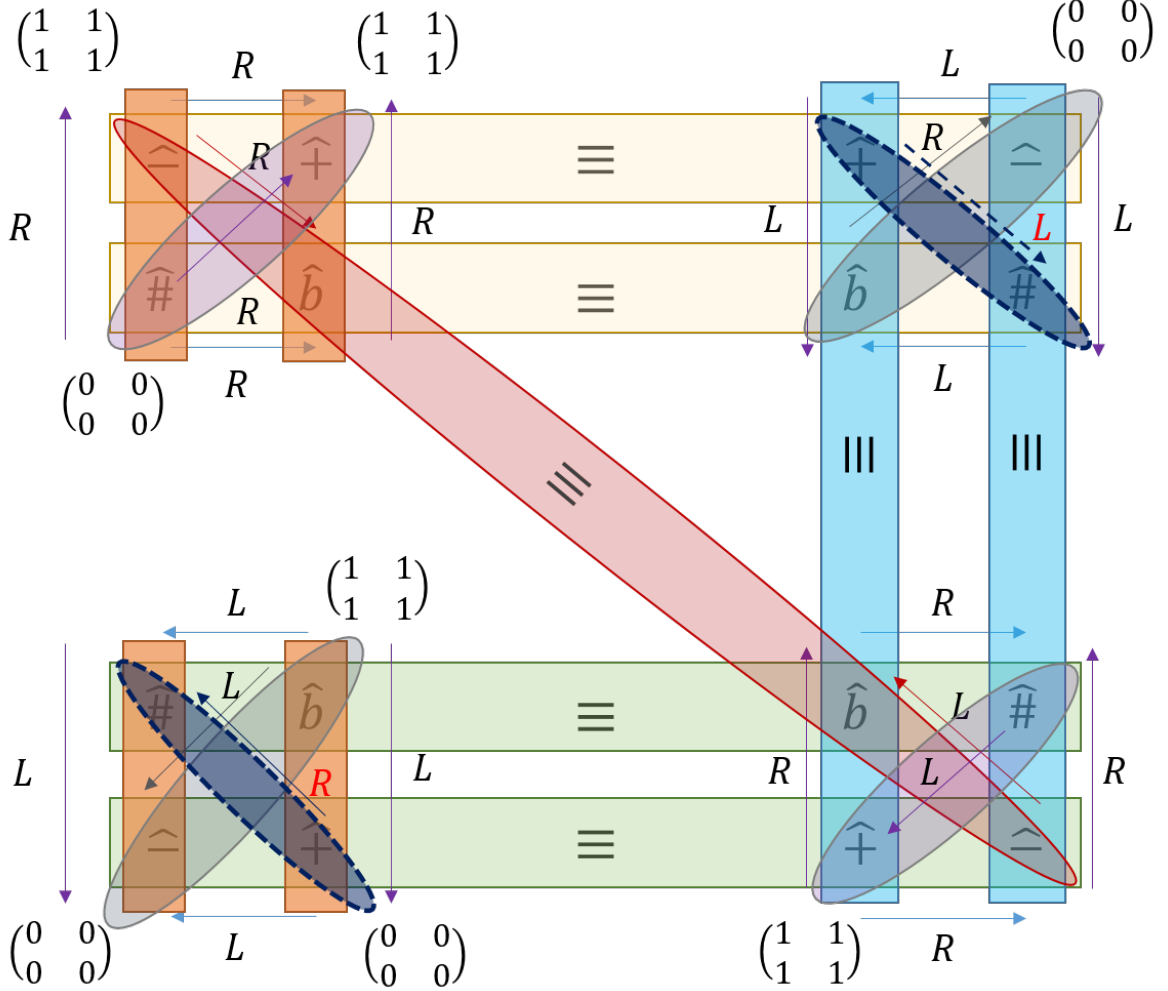 (1 1 1 1) (1 1 1 1) (0 0 0 0)
R L
^− R ^+ ≡ ^+ R ^−
R R L L L
^# ^b ≡ ^b ^#
R
R L
(0 0 0 0)
≡ ≡ ≡
(1 1 1 1)
L R
^# L ^b ≡ ^b L ^#
L R L R L R
^− ^+ ≡ ^+ ^−
(0 0 0 0) L (0 0 0 0) (1 1 1 1) R